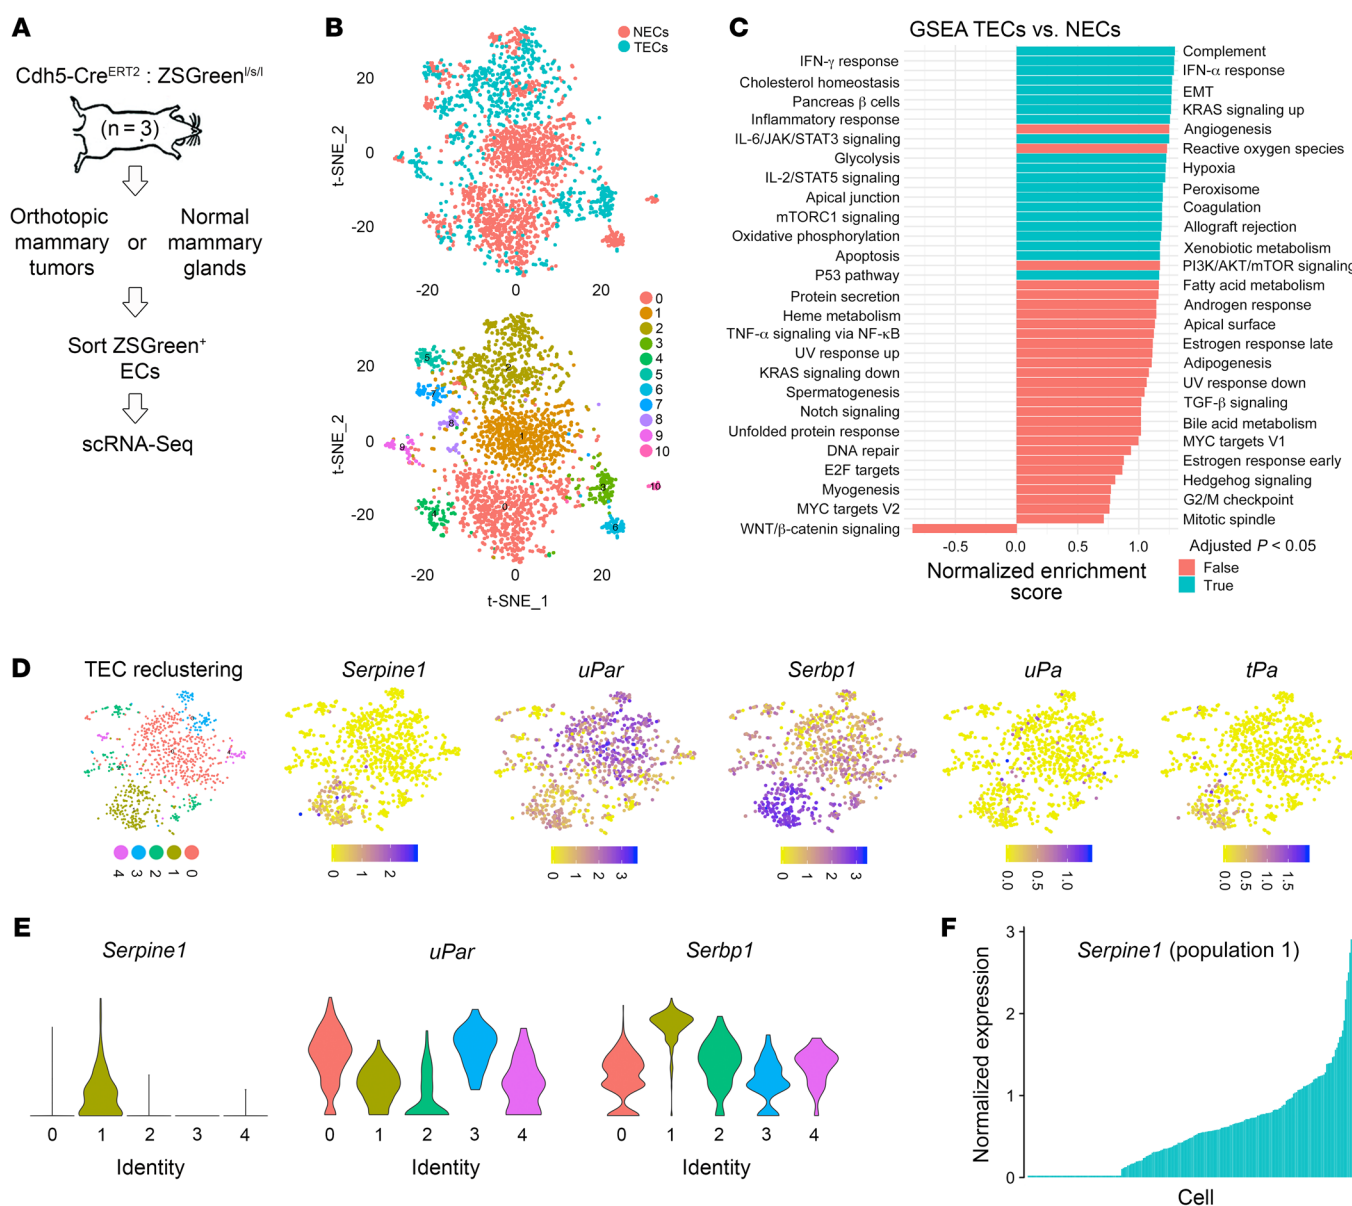 A
Cdh5-CreERT2 : ZSGreenl/s/l
(n = 3)
Orthotopic
mammary
tumors
or
Normal
mammary
glands
Sort ZSGreen+
ECs
scRNA-Seq
B
NECs
TECs
t-SNE_2
20
0
-20
-20
0
20
t-SNE_2
20
0
-20
-20
0
20
t-SNE_1
0
1
2
3
4
5
6
7
8
9
10
5
2
7
8
9
1
3
10
0
4
6
C
GSEA TECs vs. NECs
Complement
IFN-γ response
IFN-α response
Cholesterol homeostasis
EMT
Pancreas β cells
KRAS signaling up
Inflammatory response
Angiogenesis
IL-6/JAK/STAT3 signaling
Reactive oxygen species
Glycolysis
Hypoxia
IL-2/STAT5 signaling
Peroxisome
Apical junction
Coagulation
mTORC1 signaling
Allograft rejection
Oxidative phosphorylation
Xenobiotic metabolism
Apoptosis
PI3K/AKT/mTOR signaling
P53 pathway
Fatty acid metabolism
Protein secretion
Androgen response
Heme metabolism
Apical surface
TNF-α signaling via NF-κB
Estrogen response late
UV response up
Adipogenesis
KRAS signaling down
UV response down
Spermatogenesis
TGF-β signaling
Notch signaling
Bile acid metabolism
Unfolded protein response
MYC targets V1
DNA repair
Estrogen response early
E2F targets
Hedgehog signaling
Myogenesis
G2/M checkpoint
MYC targets V2
Mitotic spindle
WNT/β-catenin signaling
-0.5
0.0
0.5
1.0
Normalized enrichment
score
Adjusted P < 0.05
False
True
D
TEC reclustering
4
3
2
1
0
Serpine1
0
1
2
uPar
0
1
2
3
Serbp1
0
1
2
3
uPa
0.0
0.5
1.0
tPa
0.0
0.5
1.0
1.5
E
Serpine1
0
1
2
3
4
Identity
uPar
0
1
2
3
4
Identity
Serbp1
0
1
2
3
4
Identity
F
Serpine1 (population 1)
Normalized expression
3
2
1
0
Cell